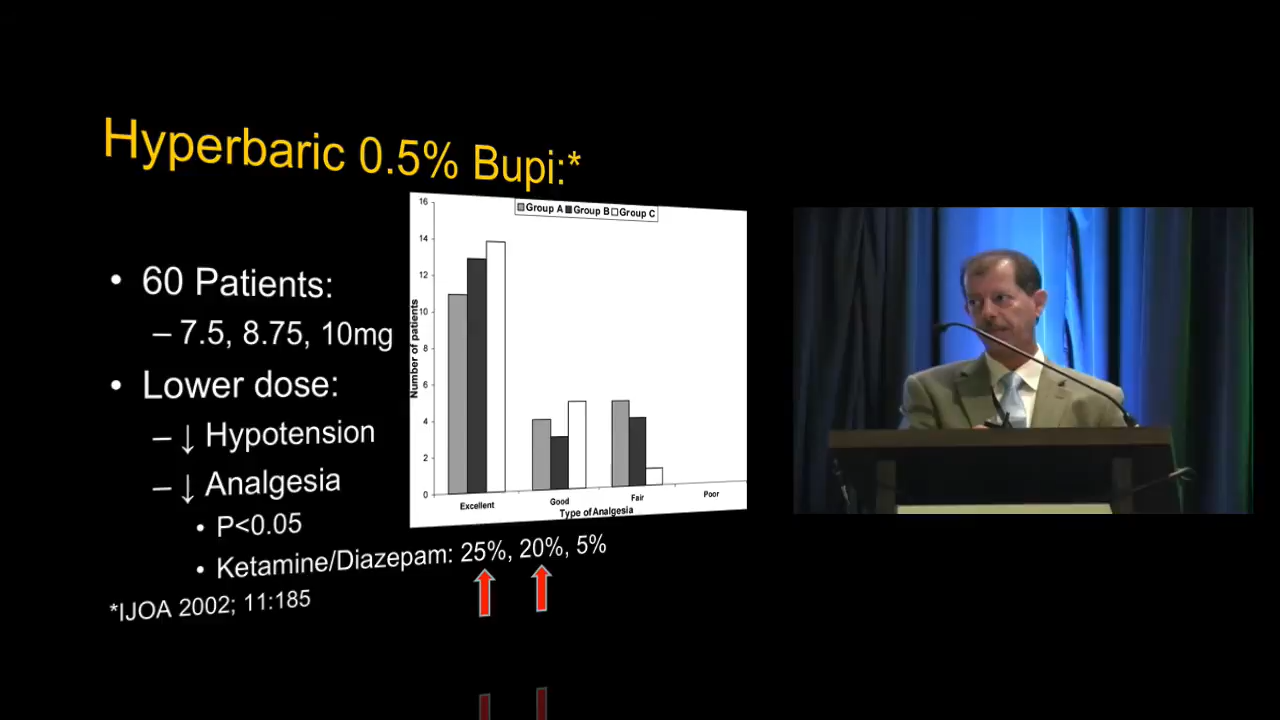 Hyperbaric 0.5% Bupi:*
• 60 Patients:
– 7.5, 8.75, 10mg
• Lower dose:
– ↓ Hypotension
– ↓ Analgesia
• P<0.05
• Ketamine/Diazepam: 25%, 20%, 5%
*IJOA 2002; 11:185
Group A Group B Group C
Number of patients
16
14
12
10
8
6
4
2
0
Excellent Good Fair Poor
Type of Analgesia